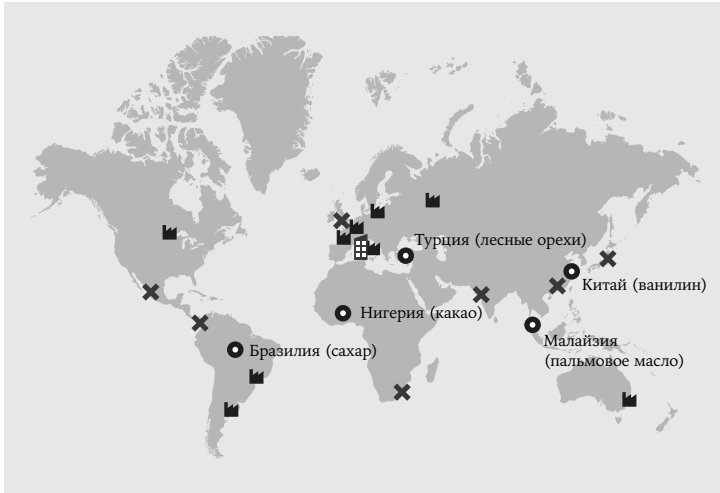 Турция (лесные орехи)
Китай (ванилин)
Нигерия (какао)
Малайзия
(пальмовое масло)
Бразилия (сахар)